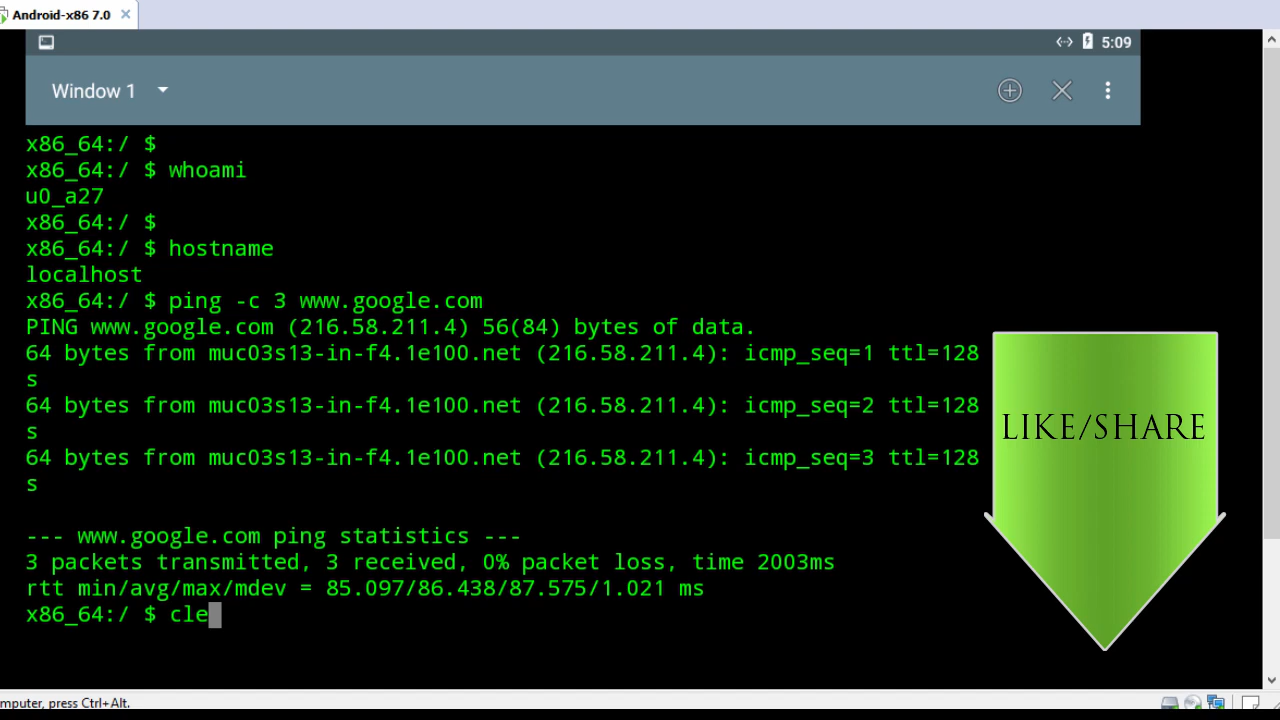 Android-x86 7.0
5:09
Window 1
x86_64:/ $
x86_64:/ $ whoami
u0_a27
x86_64:/ $
x86_64:/ $ hostname
localhost
x86_64:/ $ ping -c 3 www.google.com
PING www.google.com (216.58.211.4) 56(84) bytes of data.
64 bytes from muc03s13-in-f4.1e100.net (216.58.211.4): icmp_seq=1 ttl=128
s
64 bytes from muc03s13-in-f4.1e100.net (216.58.211.4): icmp_seq=2 ttl=128
s
64 bytes from muc03s13-in-f4.1e100.net (216.58.211.4): icmp_seq=3 ttl=128
s
--- www.google.com ping statistics ---
3 packets transmitted, 3 received, 0% packet loss, time 2003ms
rtt min/avg/max/mdev = 85.097/86.438/87.575/1.021 ms
x86_64:/ $ cle
LIKE/SHARE
mputer, press Ctrl+Alt.